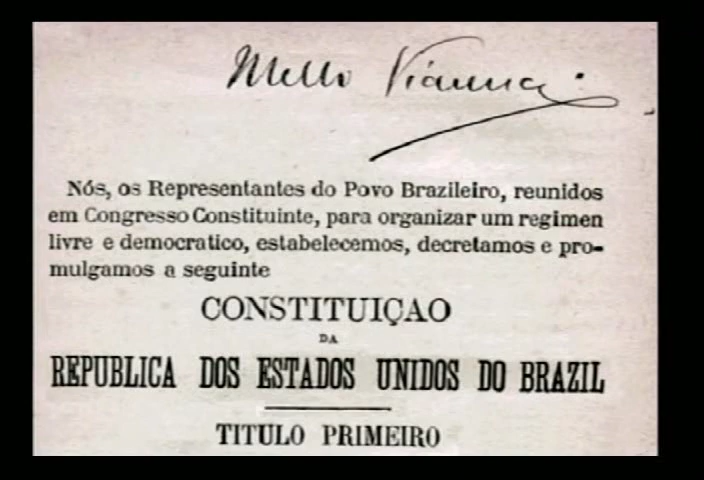 Mello Vianna
Nós, os Representantes do Povo Brazileiro, reunidos
em Congresso Constituinte, para organizar um regimen
livre e democratico, estabelecemos, decretamos e pro-
mulgamos a seguinte
CONSTITUIÇAO
DA
REPUBLICA DOS ESTADOS UNIDOS DO BRAZIL
TITULO PRIMEIRO